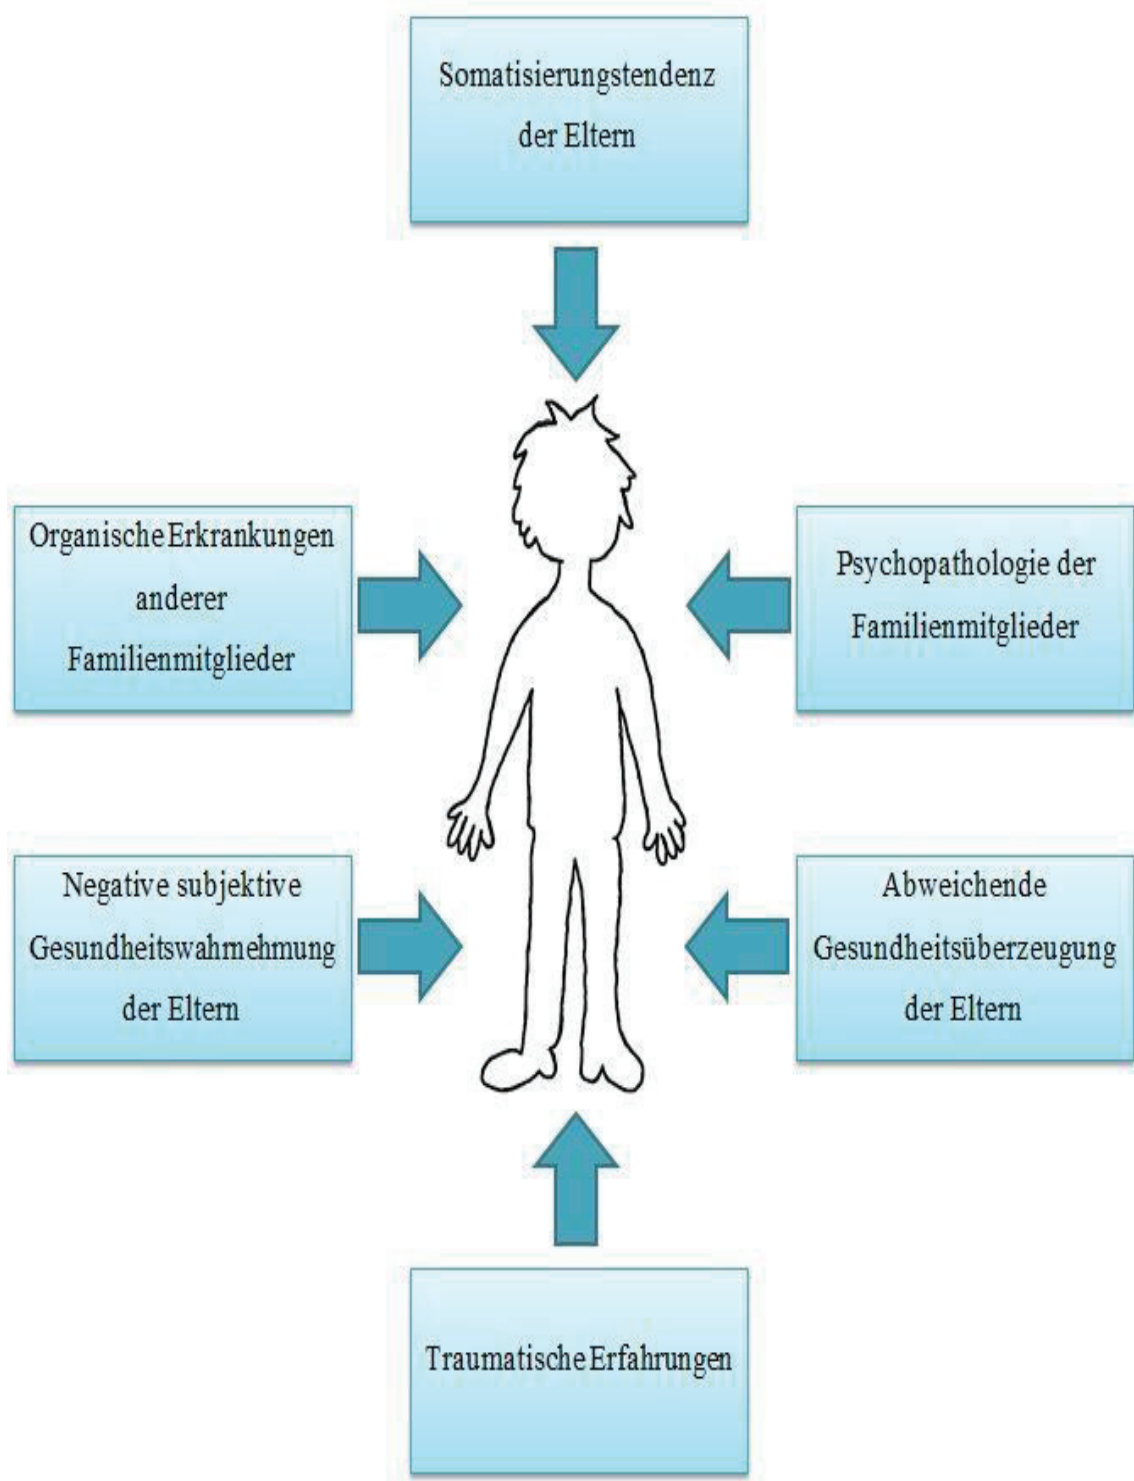 Somatisierungstendenz
der Eltern
Organische Erkrankungen
anderer
Familienmitglieder
Psychopathologie der
Familienmitglieder
Negative subjektive
Gesundheitswahrnehmung
der Eltern
Abweichende
Gesundheitsüberzeugung
der Eltern
Traumatische Erfahrungen